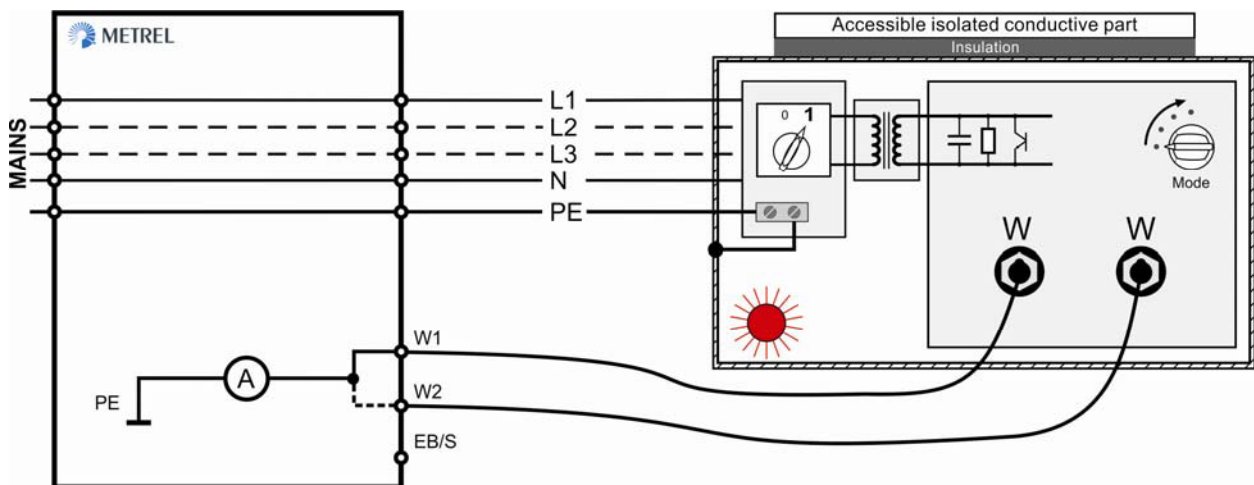 METREL
Accessible isolated conductive part
Insulation
MAINS
L1
L2
L3
N
PE
0 1
Mode
W W
W1
A
W2
PE
EB/S